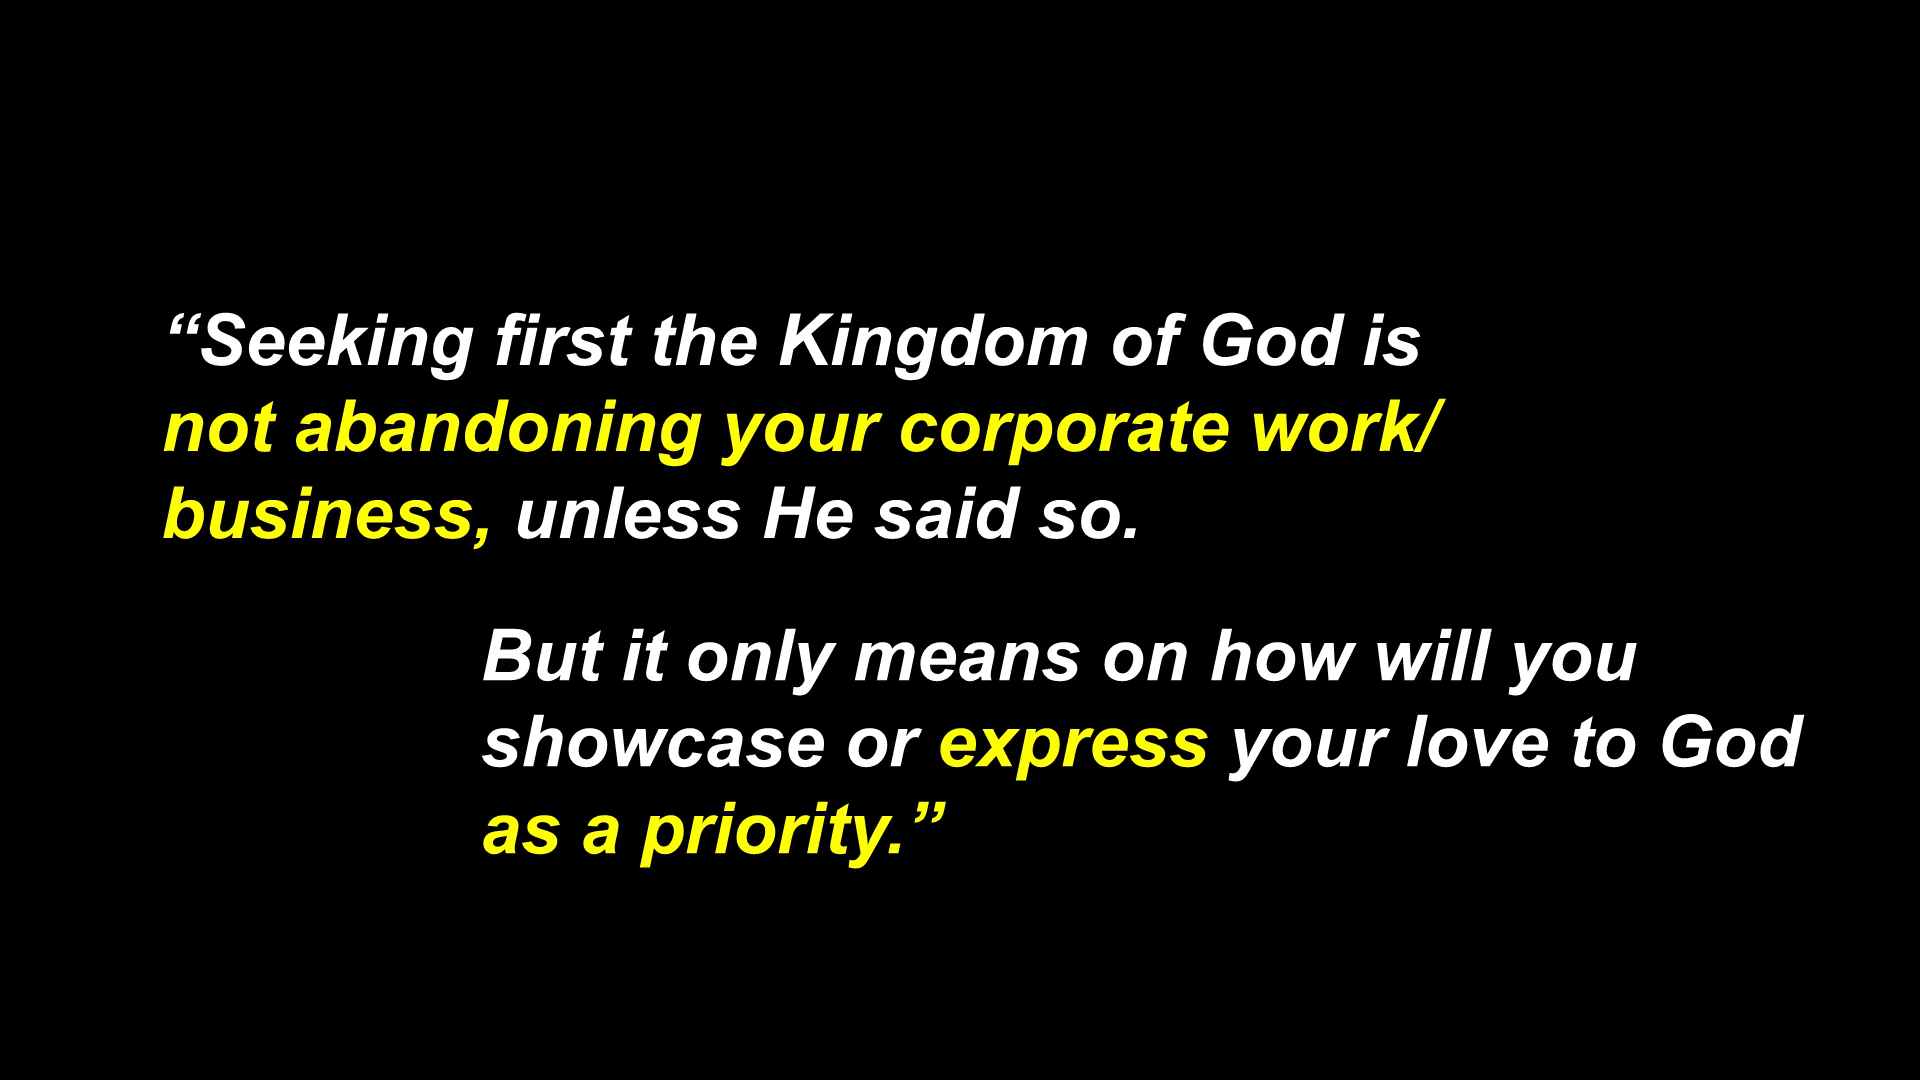 “Seeking first the Kingdom of God is
not abandoning your corporate work/
business, unless He said so.
But it only means on how will you
showcase or express your love to God
as a priority.”